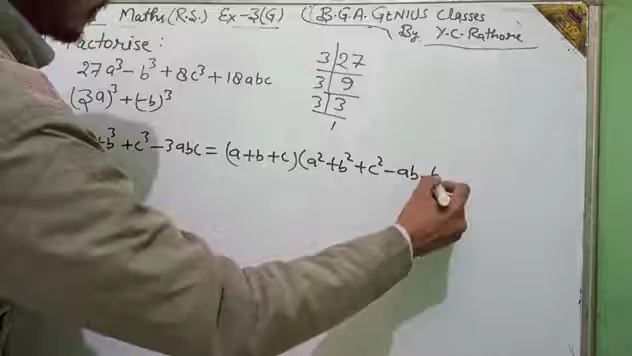 Maths (R.S.) Ex-3(G) (B.G.A. GENIUS Classes
By Y.C. Rathore
Factorise :
27a³ - b³ + 8c³ + 18abc
(3a)³ + (-b)³
3 | 27
3 | 9
3 | 3
1
+ b³ + c³ - 3abc = (a+b+c)(a² + b² + c² - ab -